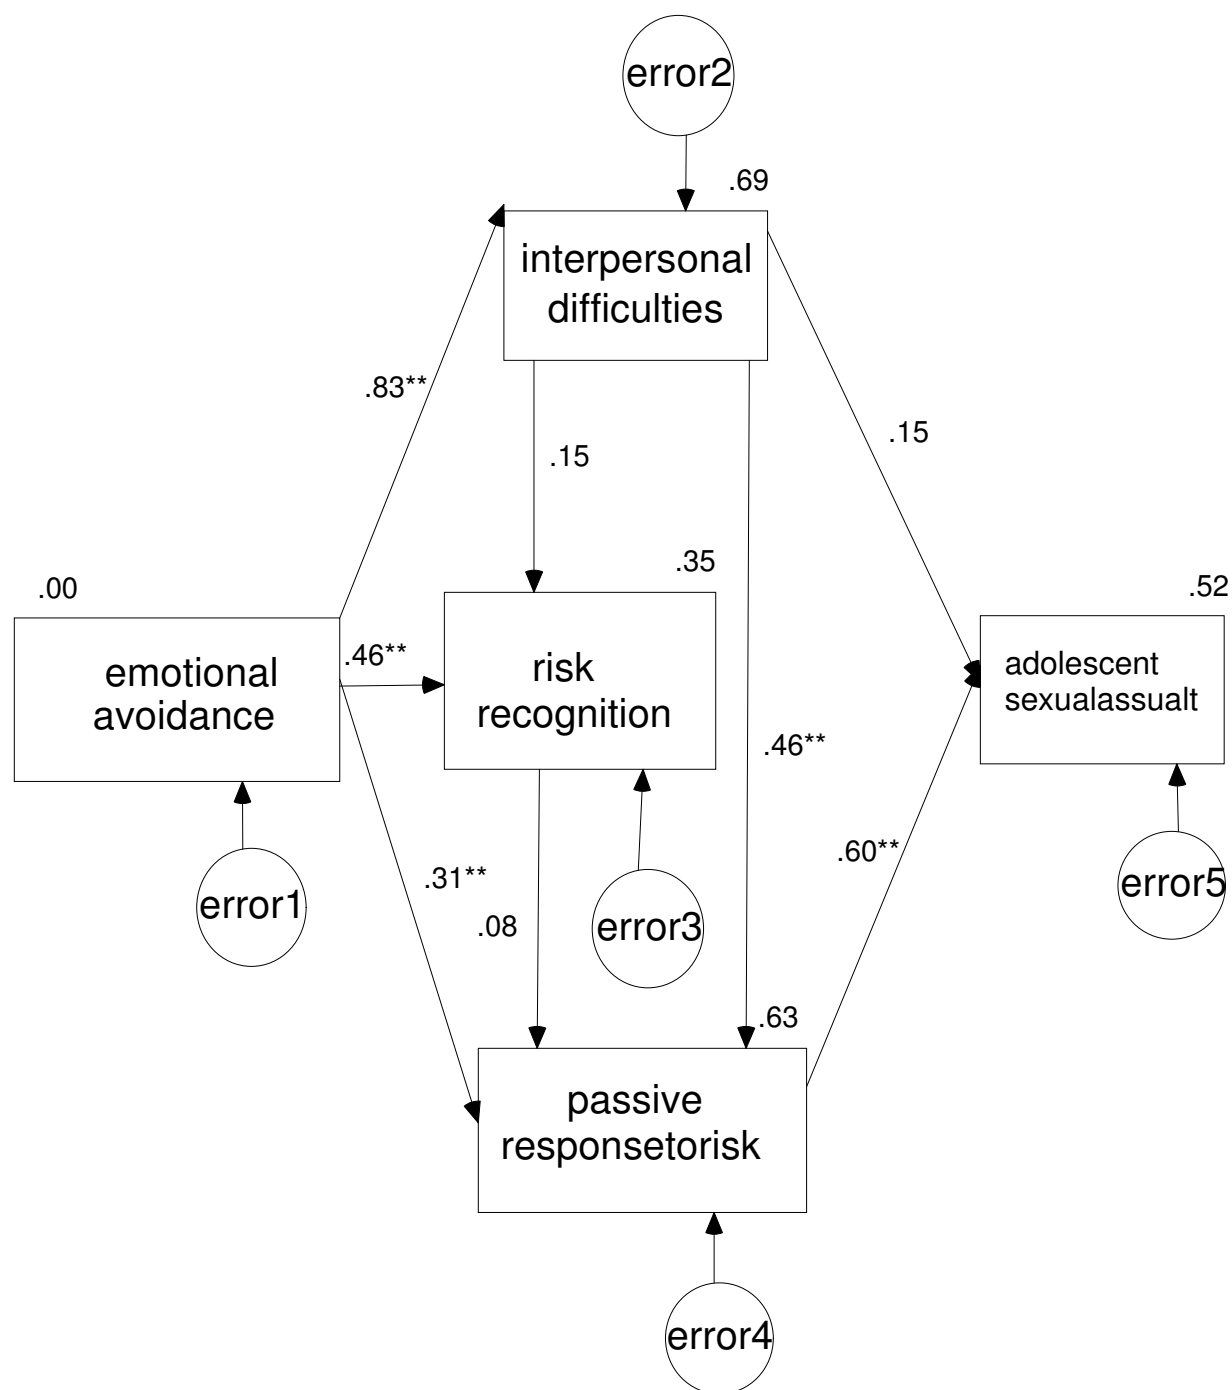 error2
.69
interpersonal
difficulties
.83**
.15
.15
.00
.35
.52
emotional
avoidance
.46**
risk
recognition
adolescent
sexualassualt
.46**
.31**
.08
.60**
error1
error3
error5
.63
passive
responsetorisk
error4